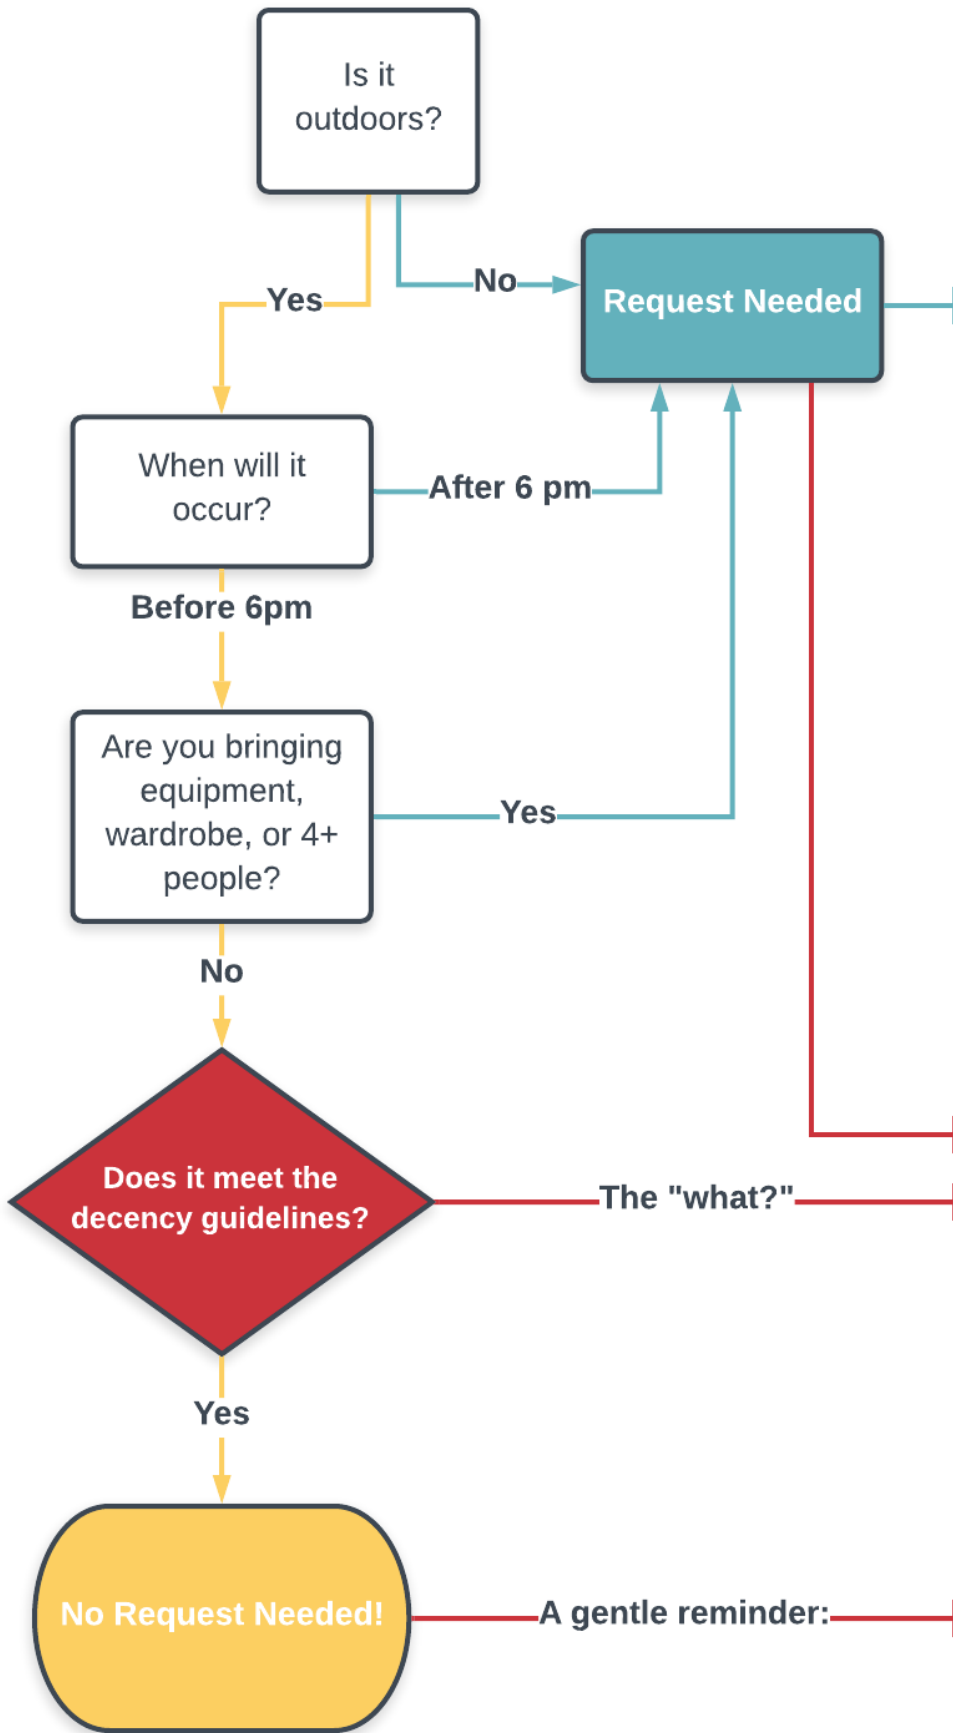 Is it
outdoors?
No
Yes
Request Needed
When will it
occur?
After 6 pm
Before 6pm
Are you bringing
equipment,
wardrobe, or 4+
people?
Yes
No
Does it meet the
decency guidelines?
The "what?"
Yes
No Request Needed!
A gentle reminder: